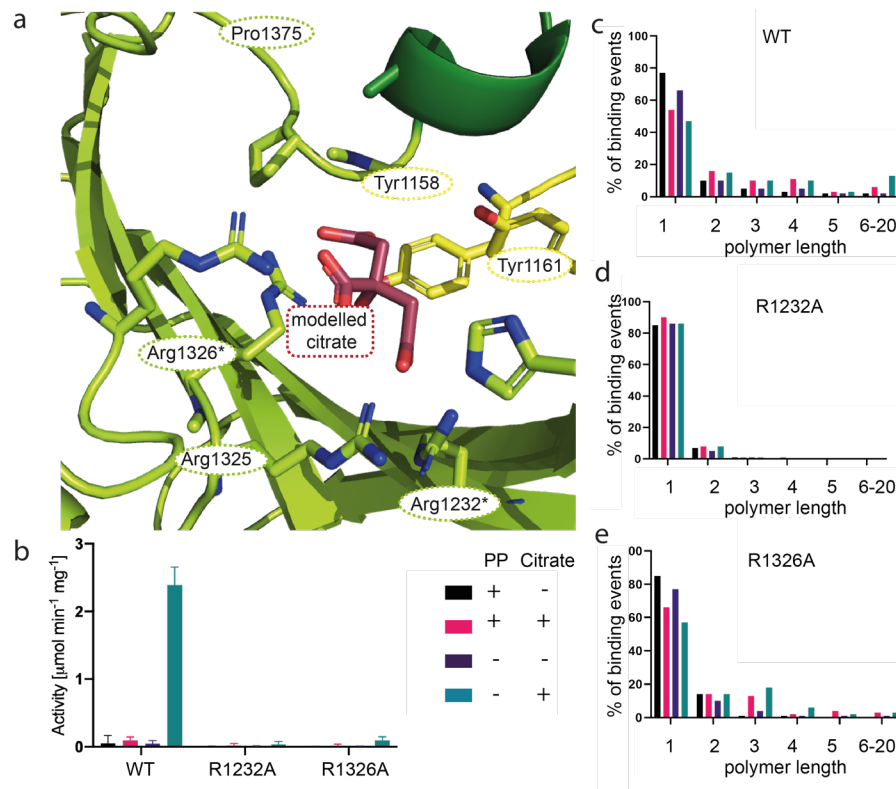 a
Pro1375
Tyr1158
Tyr1161
modelled
citrate
Arg1326*
Arg1325
Arg1232*
b
Activity [µmol min⁻¹ mg⁻¹]
3
2
1
0
WT R1232A R1326A
PP Citrate
+ -
+ +
- -
- +
c
WT
% of binding events
100
80
60
40
20
0
1 2 3 4 5 6-20
polymer length
d
R1232A
% of binding events
00
80
60
40
20
0
1 2 3 4 5 6-20
polymer length
e
R1326A
% of binding events
00
80
60
40
20
0
1 2 3 4 5 6-20
polymer length